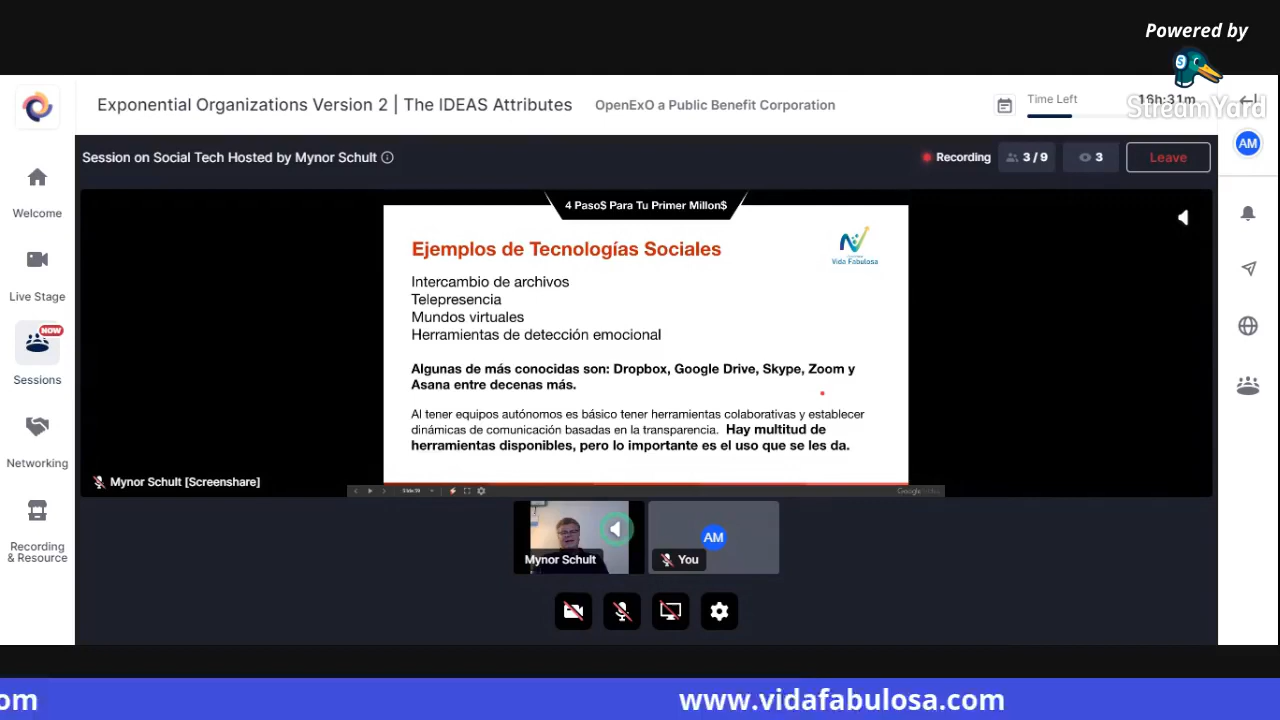 Powered by
StreamYard
Exponential Organizations Version 2 | The IDEAS Attributes
OpenExO a Public Benefit Corporation
Time Left
16h:31m
AM
Session on Social Tech Hosted by Mynor Schult
Recording
3 / 9
3
Leave
Welcome
Live Stage
NOW
Sessions
Networking
Recording
& Resource
4 Paso$ Para Tu Primer Millon$
Ejemplos de Tecnologías Sociales
Vida Fabulosa
Intercambio de archivos
Telepresencia
Mundos virtuales
Herramientas de detección emocional
Algunas de más conocidas son: Dropbox, Google Drive, Skype, Zoom y
Asana entre decenas más.
Al tener equipos autónomos es básico tener herramientas colaborativas y establecer
dinámicas de comunicación basadas en la transparencia. Hay multitud de
herramientas disponibles, pero lo importante es el uso que se les da.
Mynor Schult [Screenshare]
Google
Mynor Schult
AM
You
om
www.vidafabulosa.com